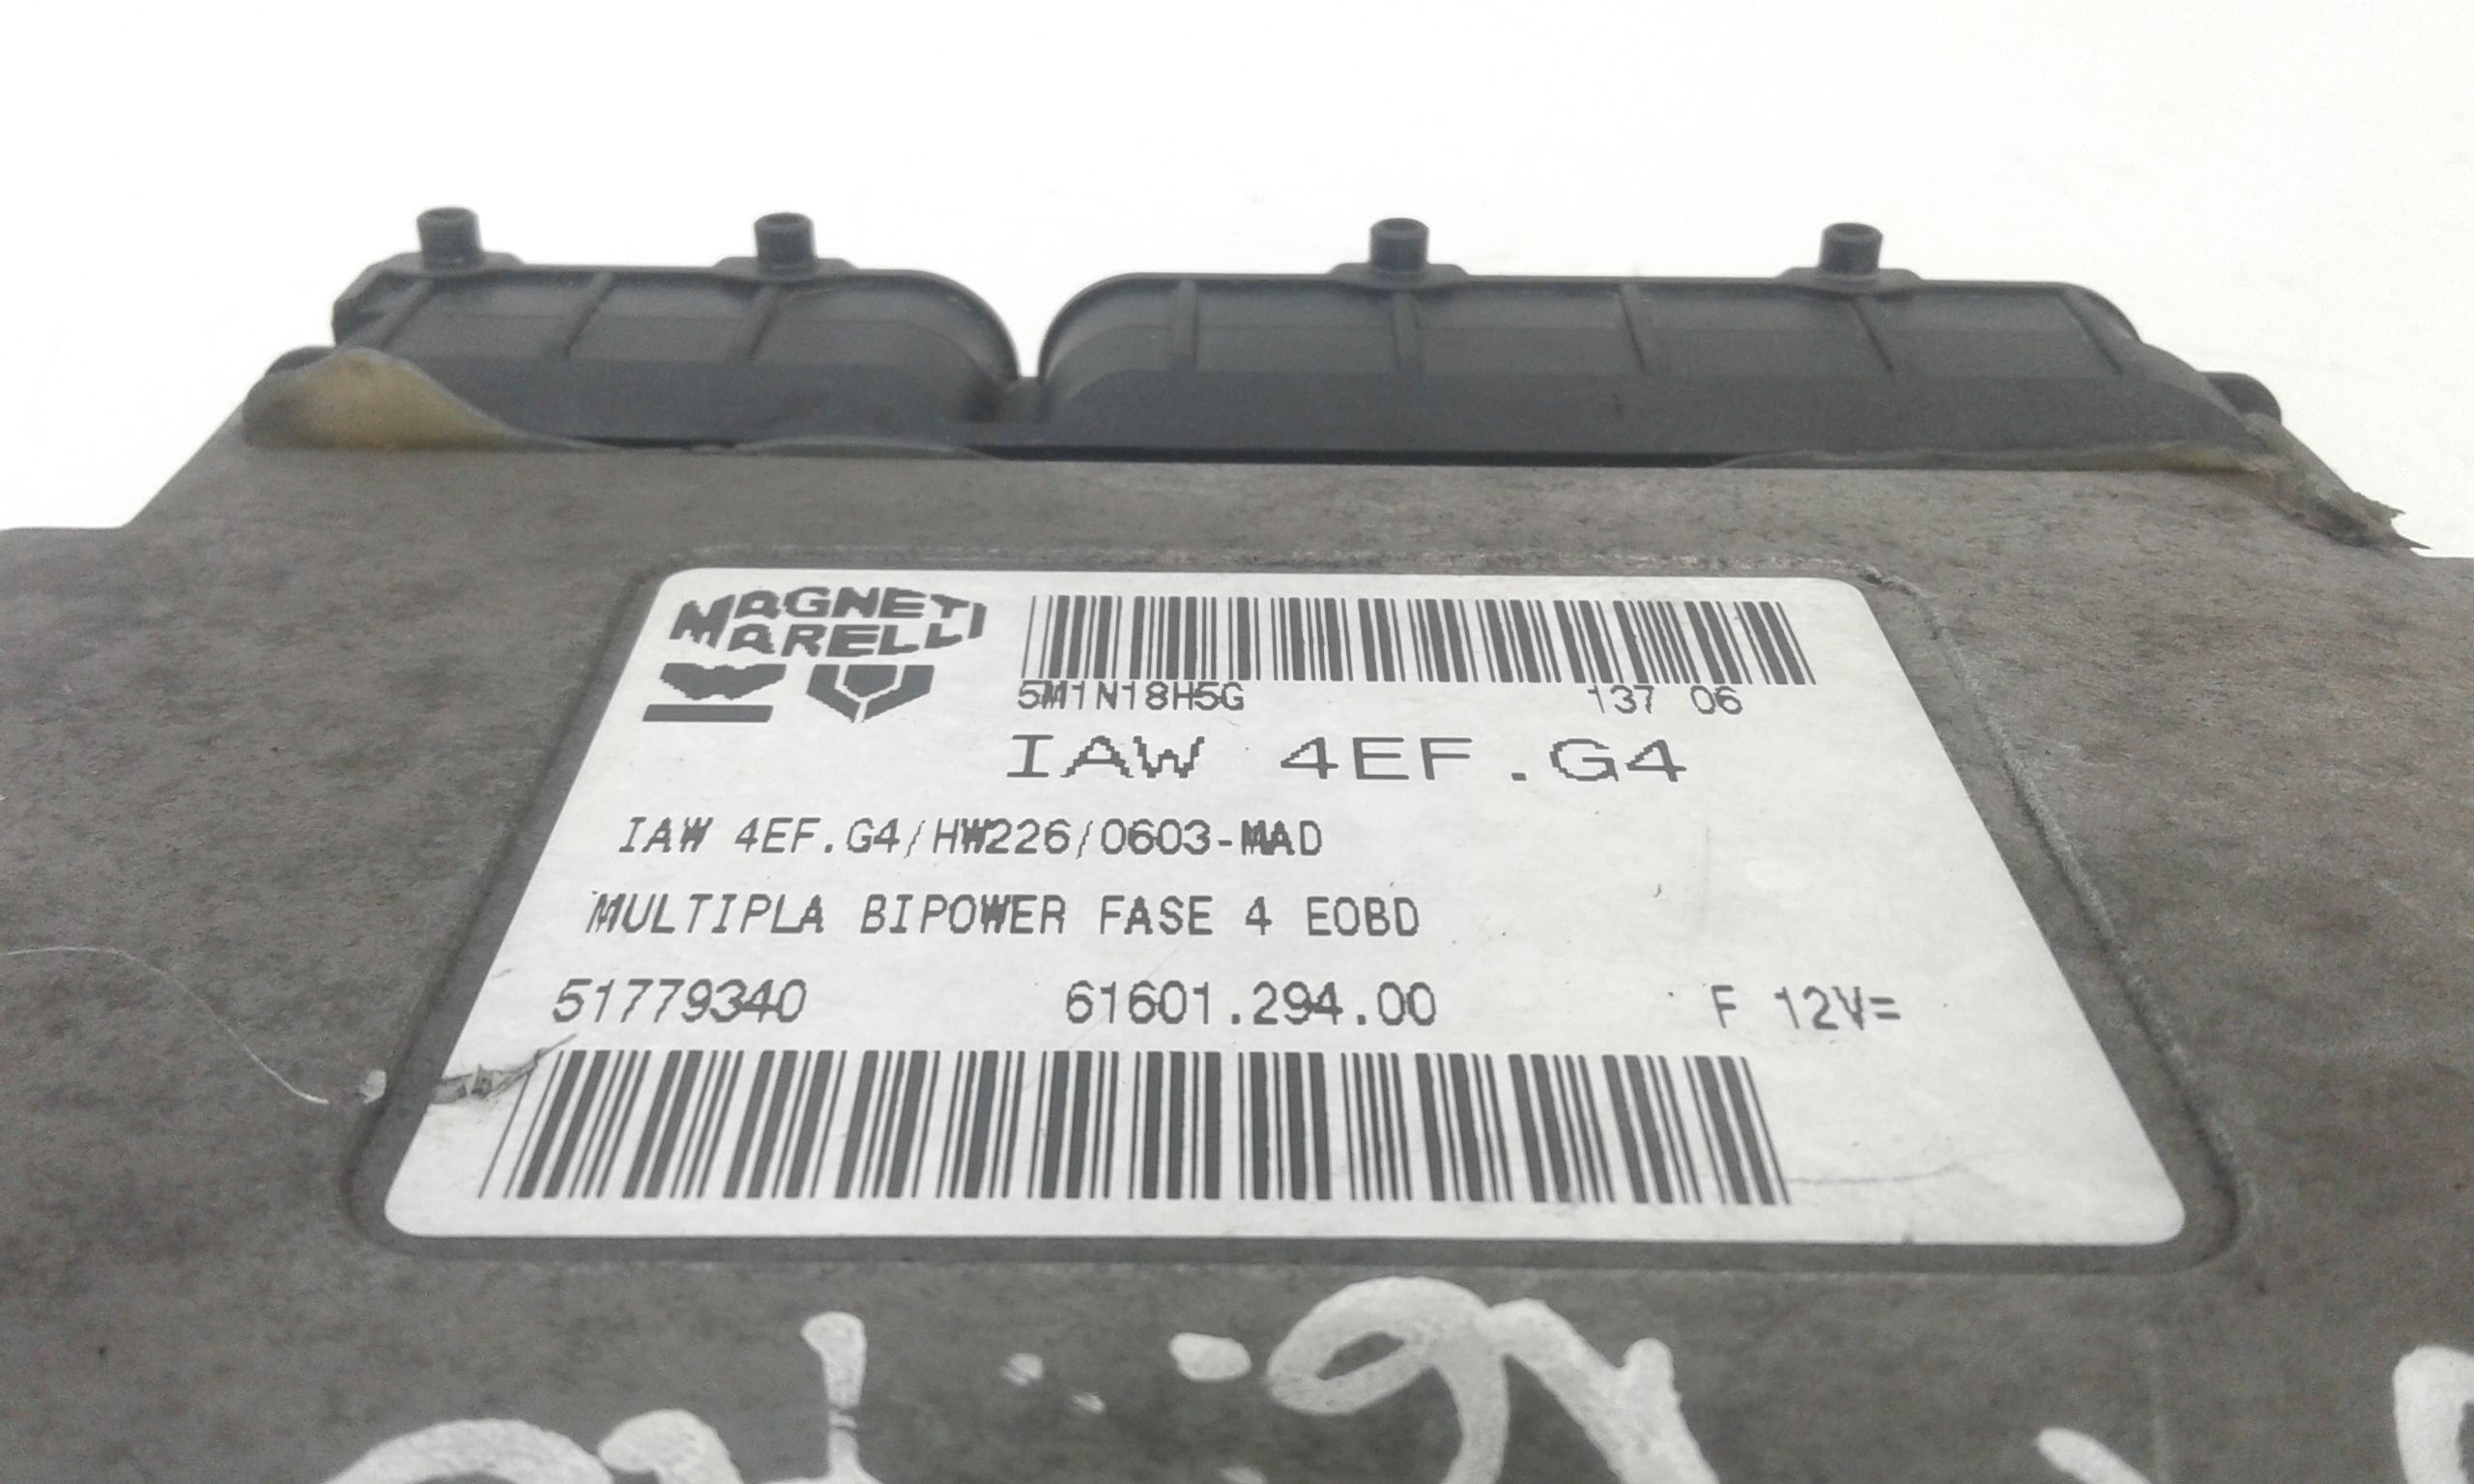 MAGNETI
MARELLI
5M1N18H5G 137 06
IAW 4EF.G4
IAW 4EF.G4/HW226/0603-MAD
MULTIPLA BIPOWER FASE 4 EOBD
51779340 61601.294.00 F 12V=